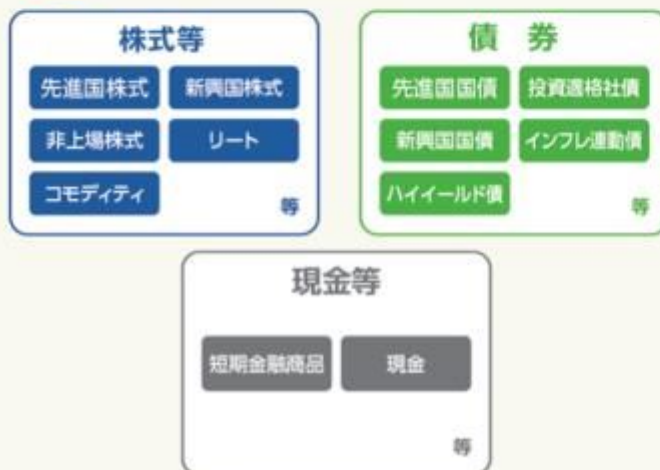 株式等
先進国株式
新興国株式
非上場株式
リート
コモディティ
等
債 券
先進国国債
投資適格社債
新興国国債
インフレ連動債
ハイイールド債
等
現金等
短期金融商品
現金
等